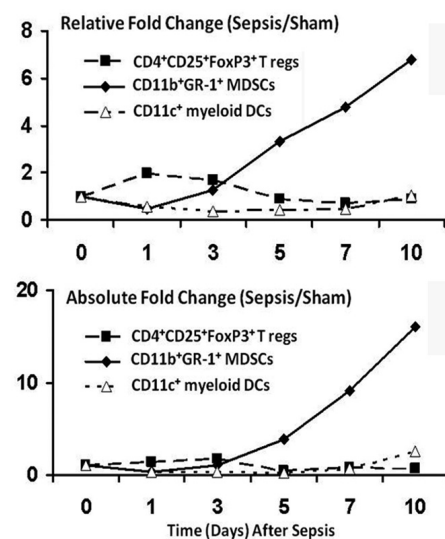 Relative Fold Change (Sepsis/Sham)
8
6
4
2
0
CD4⁺CD25⁺FoxP3⁺ T regs
CD11b⁺GR-1⁺ MDSCs
CD11c⁺ myeloid DCs
0 1 3 5 7 10
Absolute Fold Change (Sepsis/Sham)
20
10
0
CD4⁺CD25⁺FoxP3⁺ T regs
CD11b⁺GR-1⁺ MDSCs
CD11c⁺ myeloid DCs
0 1 3 5 7 10
Time (Days) After Sepsis